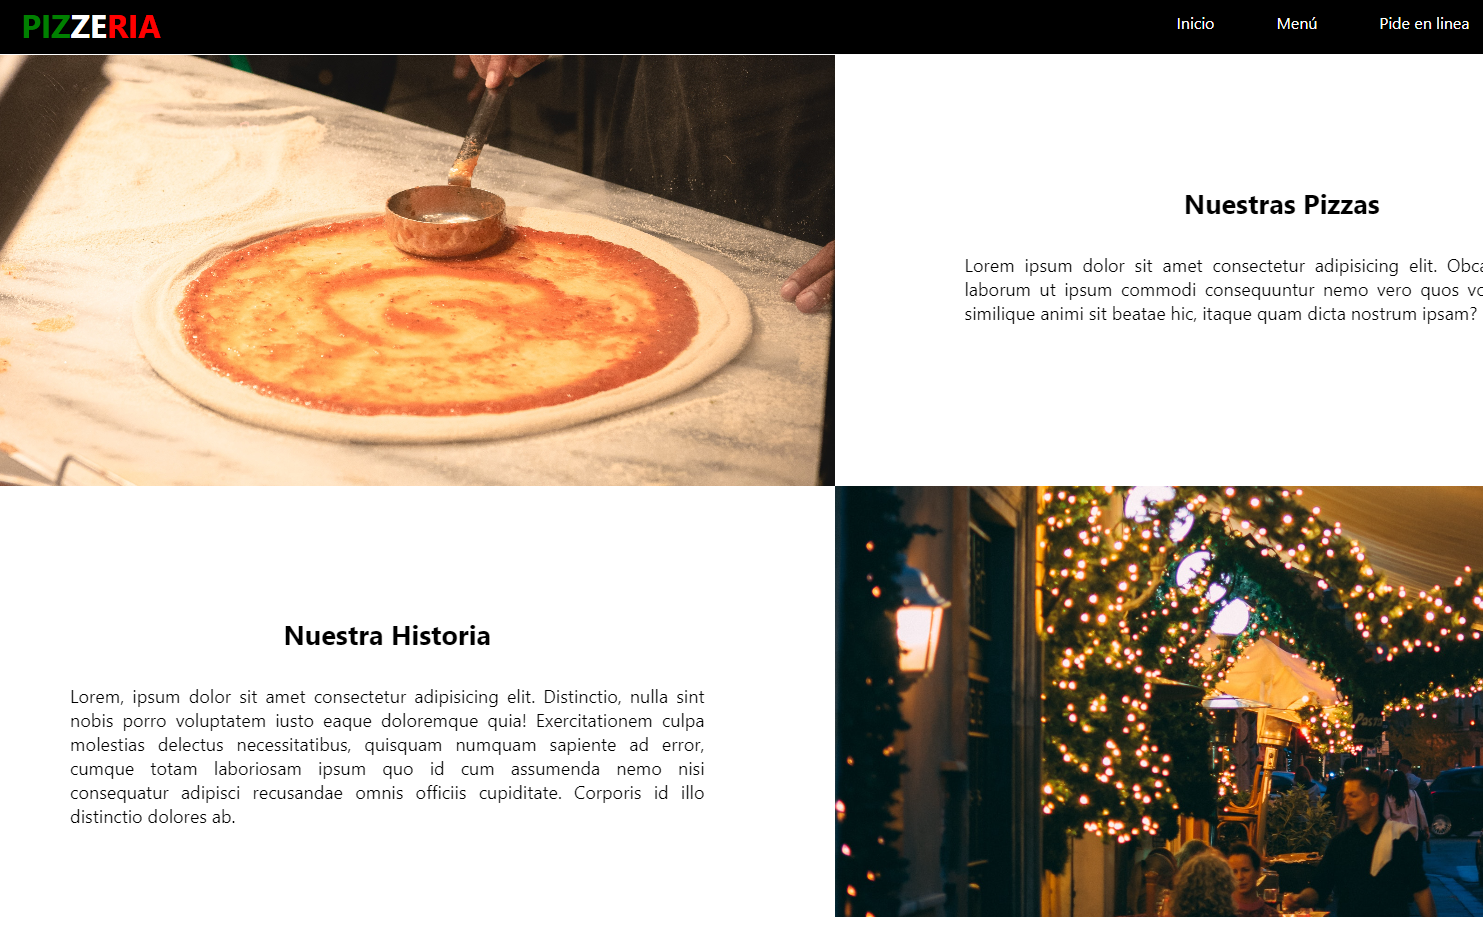 PIZZERIA
Inicio Menú Pide en linea
Nuestras Pizzas
Lorem ipsum dolor sit amet consectetur adipisicing elit.
laborum ut ipsum commodi consequuntur nemo vero quos
similique animi sit beatae hic, itaque quam dicta nostrum ipsam?
Nuestra Historia
Lorem, ipsum dolor sit amet consectetur adipisicing elit. Distinctio, nulla sint
nobis porro voluptatem iusto eaque doloremque quia! Exercitationem culpa
molestias delectus necessitatibus, quisquam numquam sapiente ad error,
cumque totam laboriosam ipsum quo id cum assumenda nemo nisi
consequatur adipisci recusandae omnis officiis cupiditate. Corporis id illo
distinctio dolores ab.